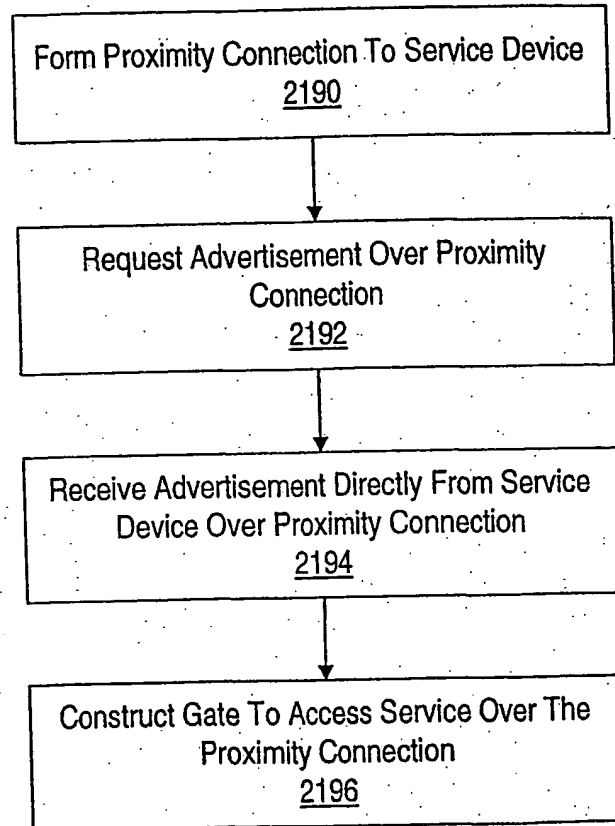 Form Proximity Connection To Service Device
2190
Request Advertisement Over Proximity
Connection
2192
Receive Advertisement Directly From Service
Device Over Proximity Connection
2194
Construct Gate To Access Service Over The
Proximity Connection
2196